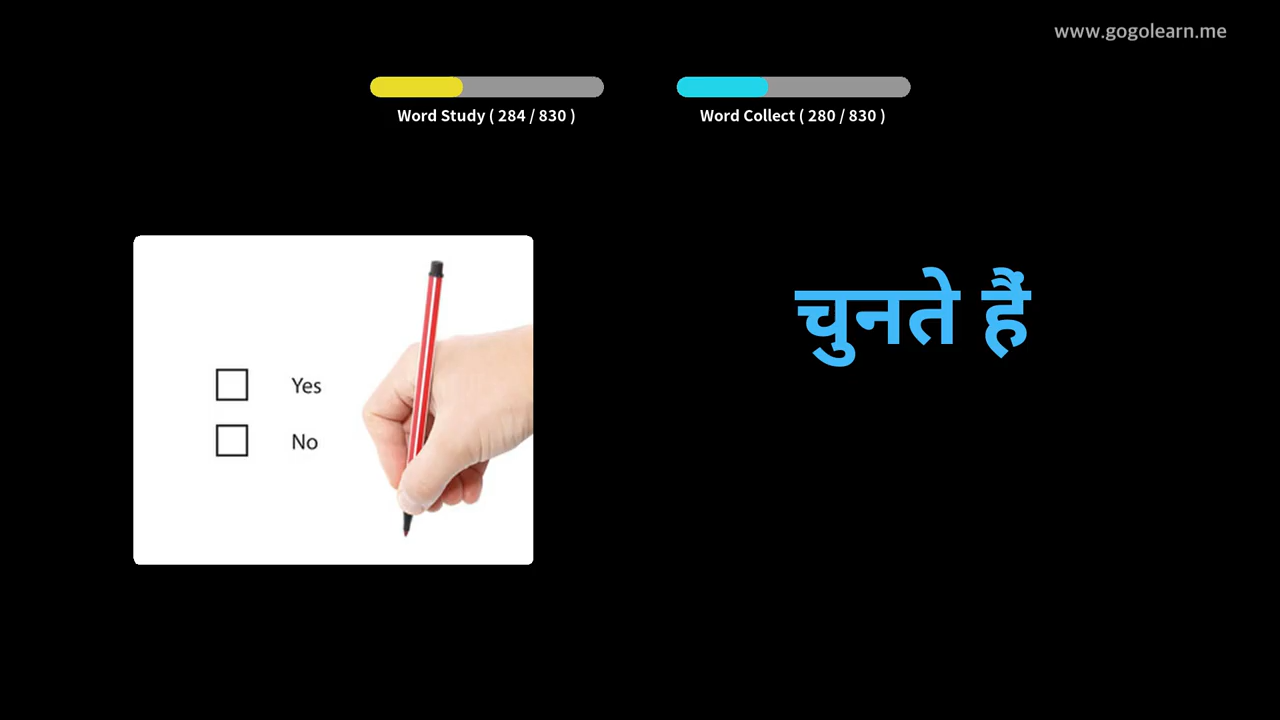 www.gogolearn.me
Word Study ( 284 / 830 )
Word Collect ( 280 / 830 )
चुनते हैं
Yes
No